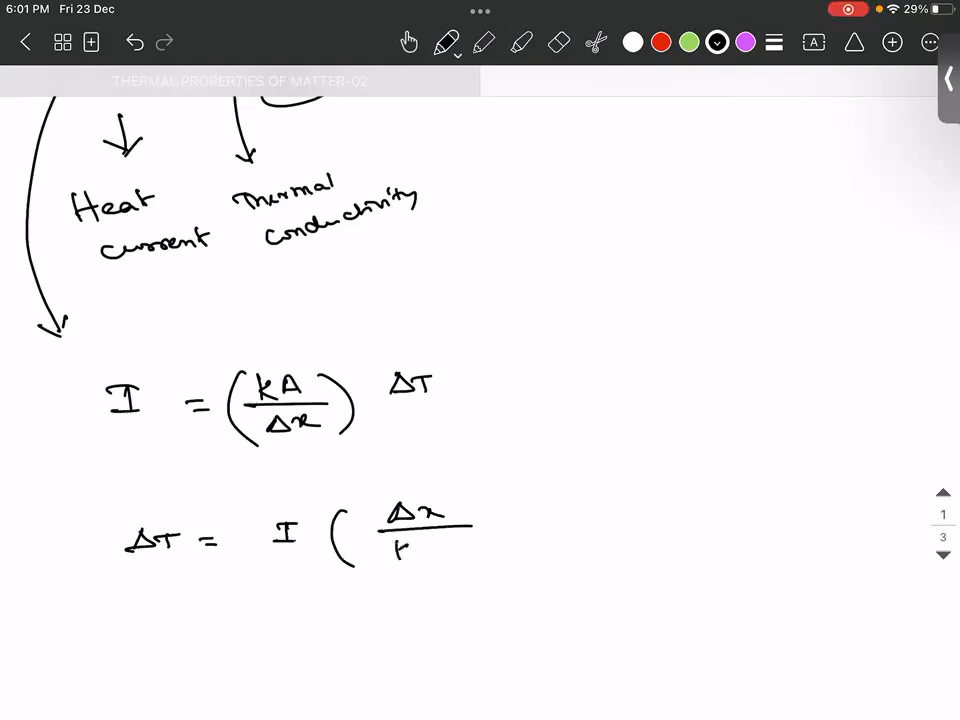 6:01 PM Fri 23 Dec
29%
A
THERMAL PRORERTIES OF MATTER-02
Heat current
Thermal conductivity
I = (kA/Δx) ΔT
ΔT = I ( Δx/k
1
3